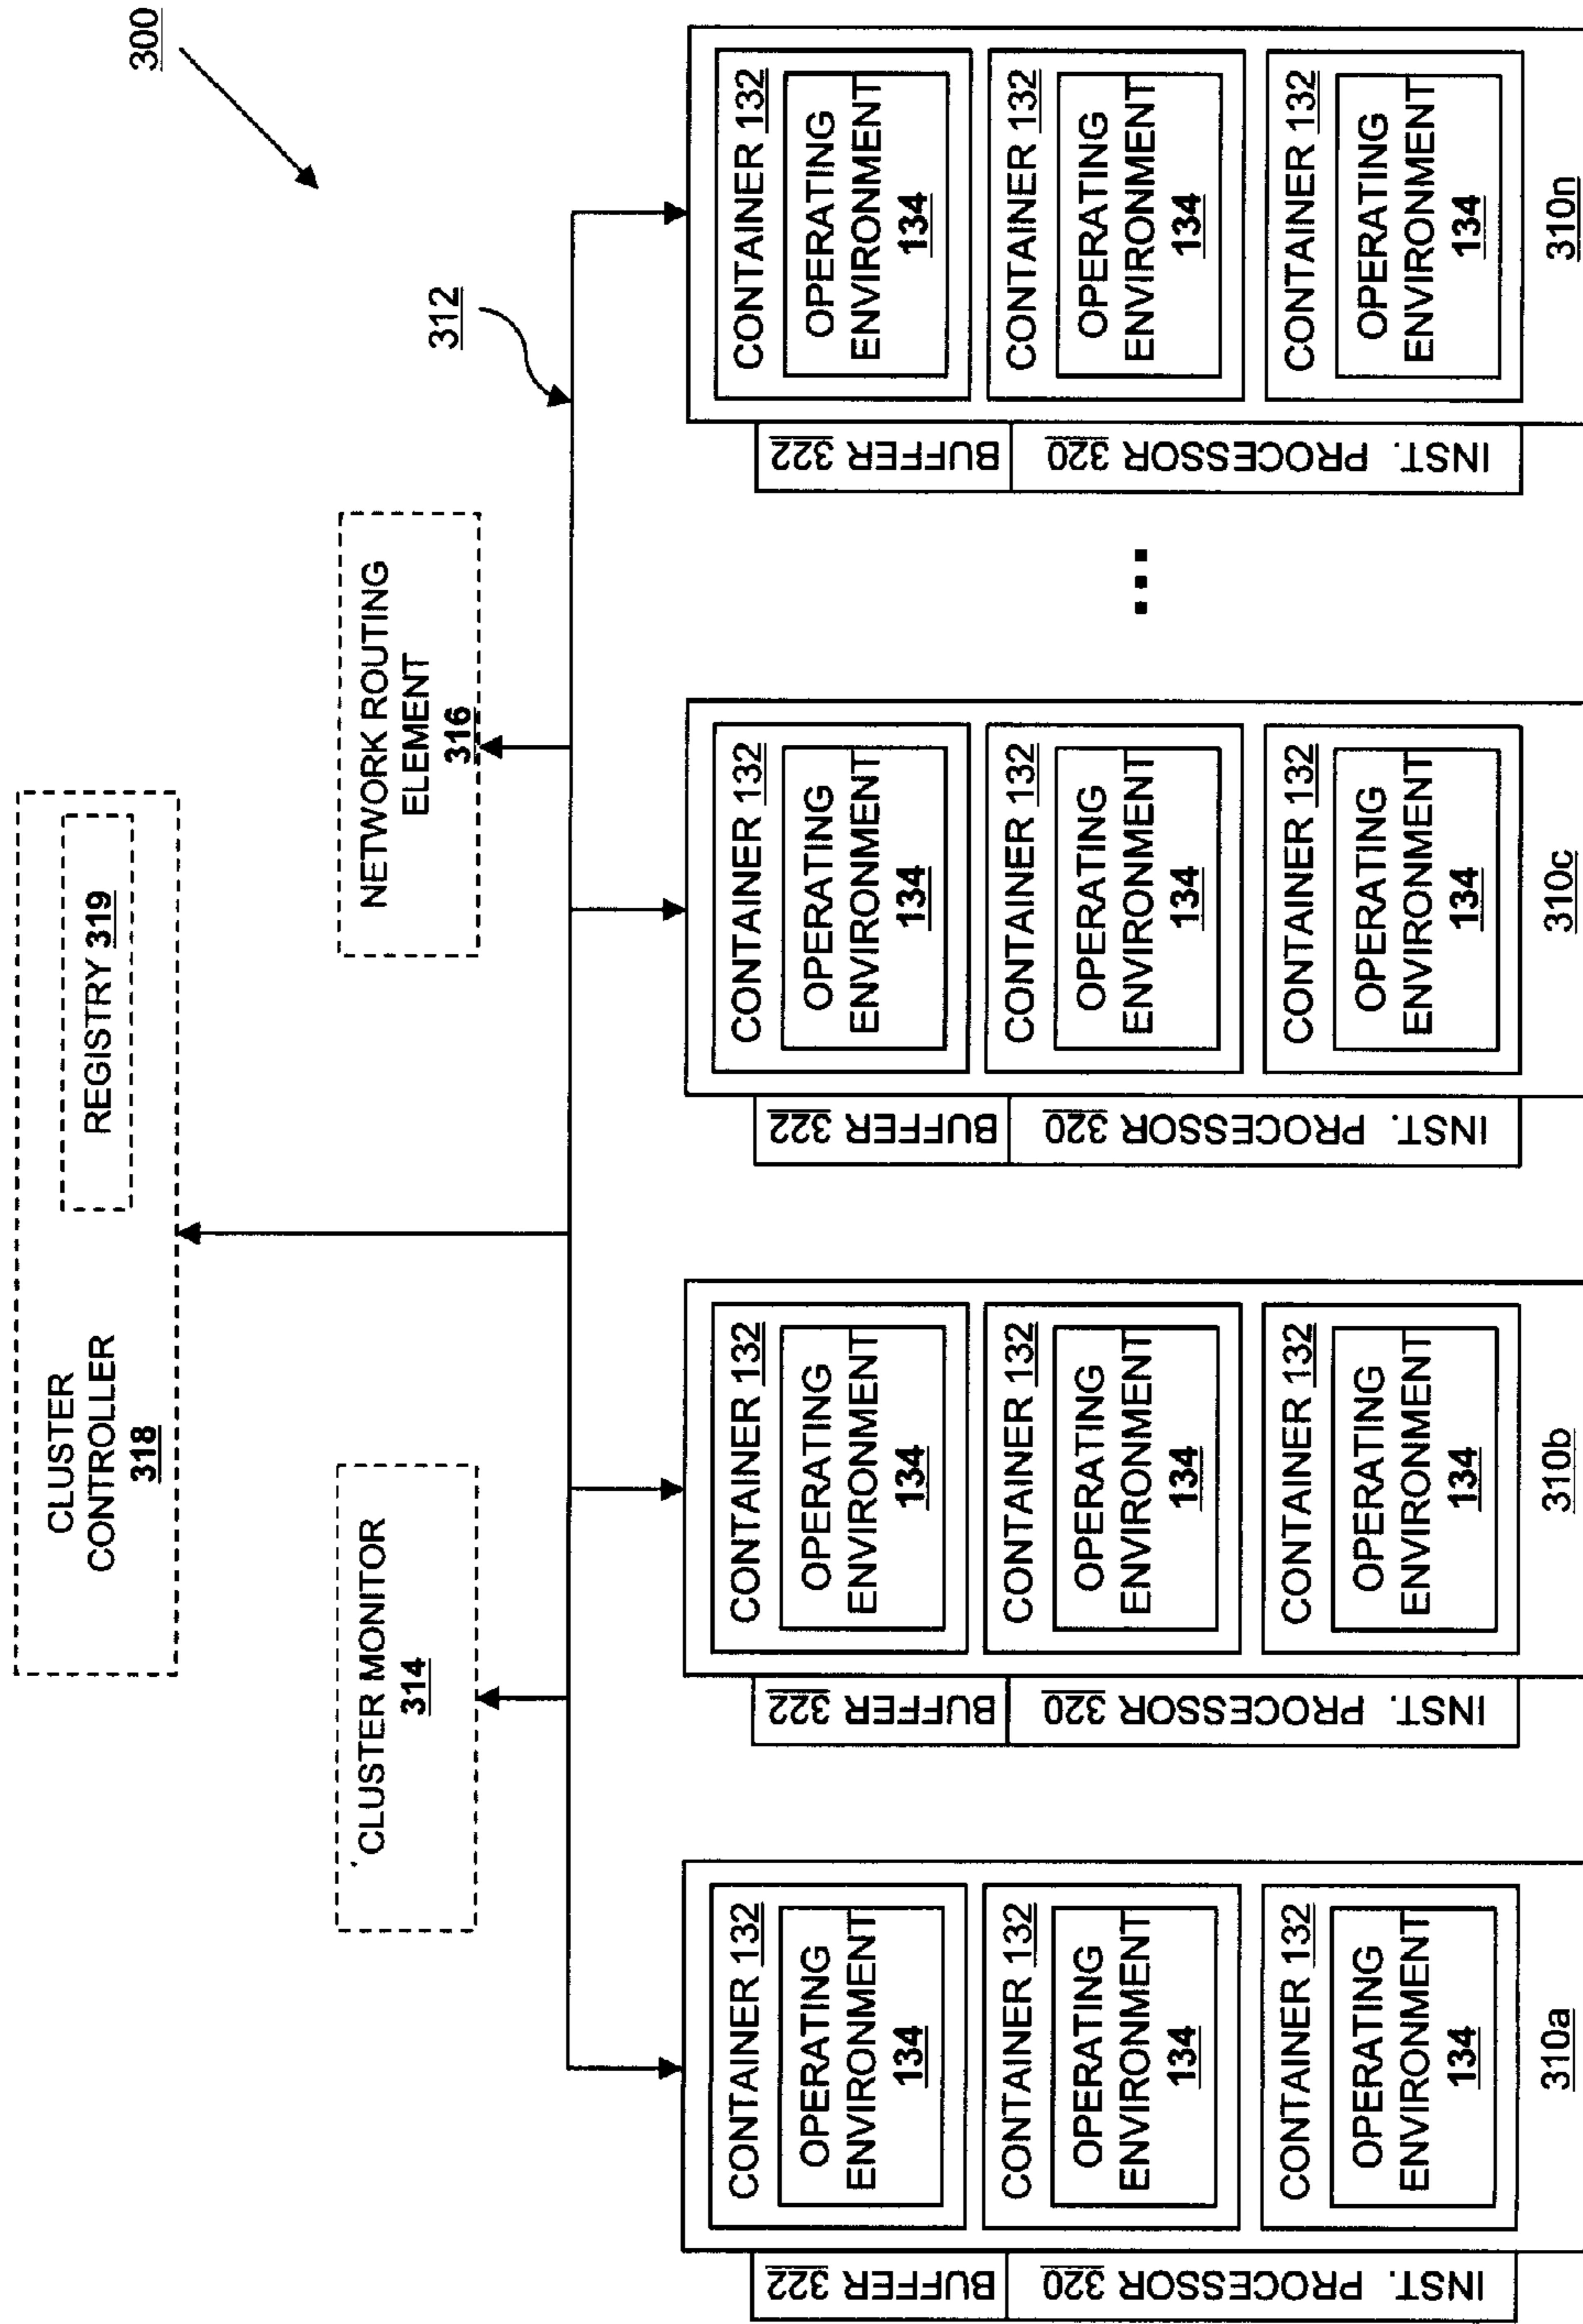 300
CLUSTER
CONTROLLER
318
REGISTRY 319
CLUSTER MONITOR
314
NETWORK ROUTING
ELEMENT
316
312
BUFFER 322
INST. PROCESSOR 320
CONTAINER 132
OPERATING
ENVIRONMENT
134
CONTAINER 132
OPERATING
ENVIRONMENT
134
CONTAINER 132
OPERATING
ENVIRONMENT
134
310a
BUFFER 322
INST. PROCESSOR 320
CONTAINER 132
OPERATING
ENVIRONMENT
134
CONTAINER 132
OPERATING
ENVIRONMENT
134
CONTAINER 132
OPERATING
ENVIRONMENT
134
310b
BUFFER 322
INST. PROCESSOR 320
CONTAINER 132
OPERATING
ENVIRONMENT
134
CONTAINER 132
OPERATING
ENVIRONMENT
134
CONTAINER 132
OPERATING
ENVIRONMENT
134
310c
...
BUFFER 322
INST. PROCESSOR 320
CONTAINER 132
OPERATING
ENVIRONMENT
134
CONTAINER 132
OPERATING
ENVIRONMENT
134
CONTAINER 132
OPERATING
ENVIRONMENT
134
310n